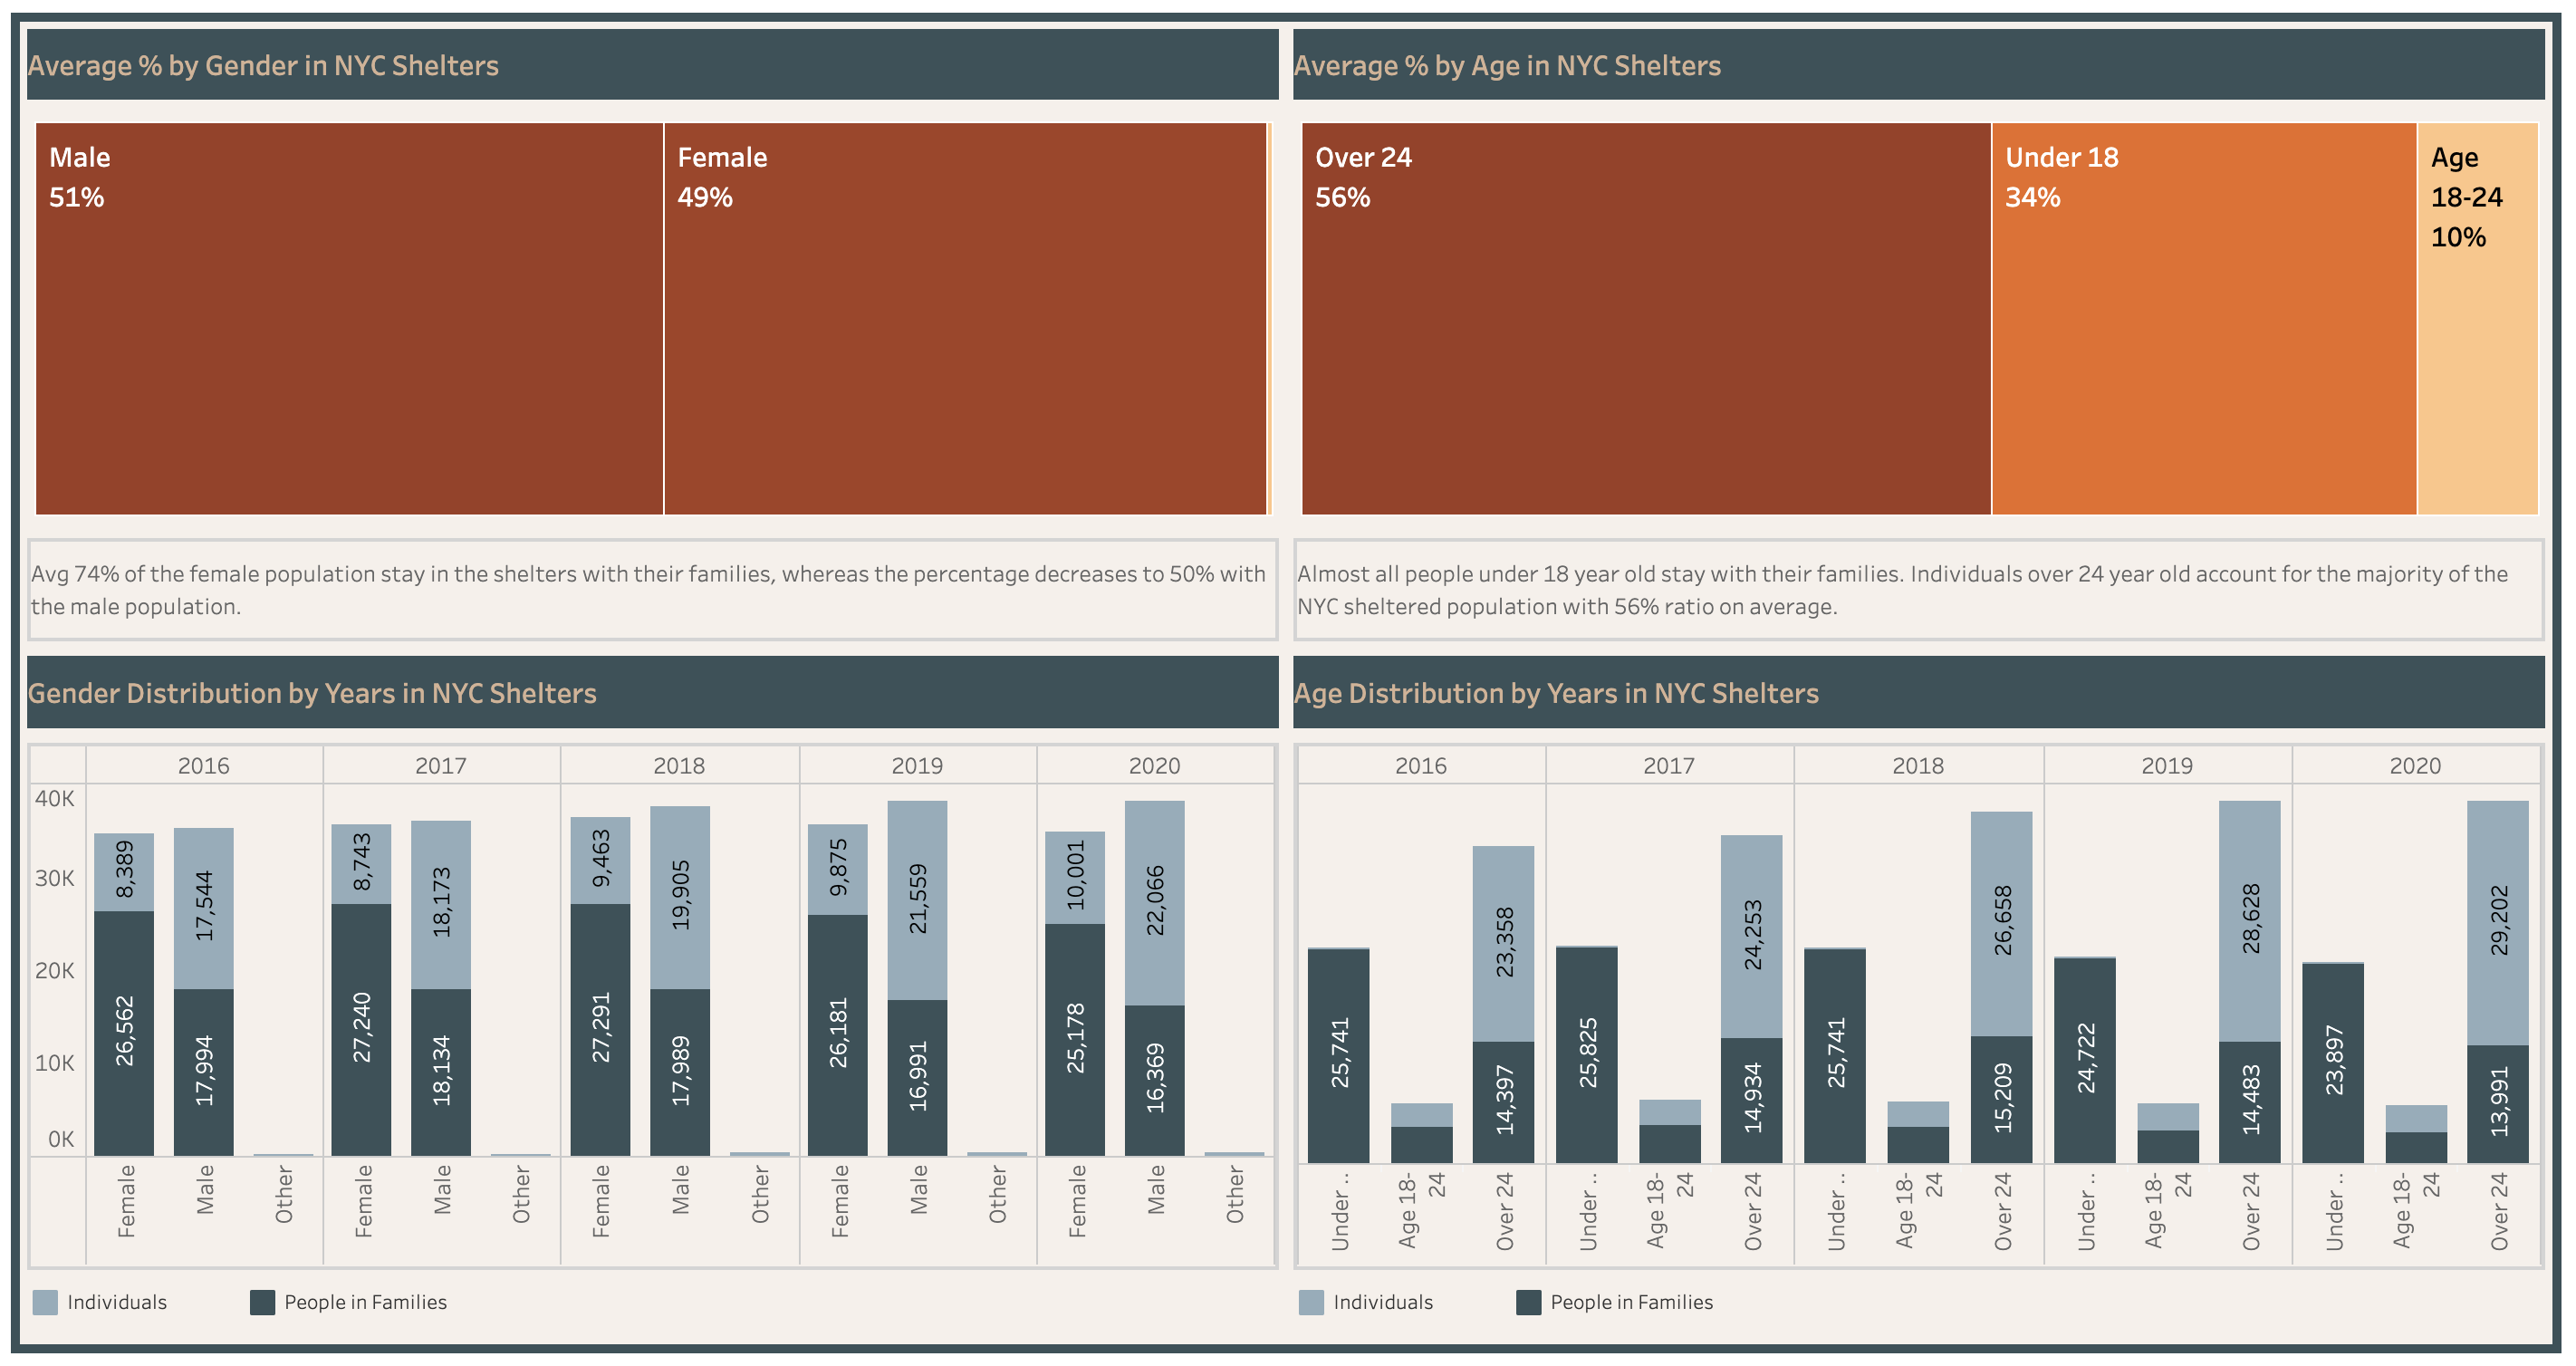 Average % by Gender in NYC Shelters
Male
51%
Female
49%
Avg 74% of the female population stay in the shelters with their families, whereas the percentage decreases to 50% with
the male population.
Average % by Age in NYC Shelters
Over 24
56%
Under 18
34%
Age
18-24
10%
Almost all people under 18 year old stay with their families. Individuals over 24 year old account for the majority of the
NYC sheltered population with 56% ratio on average.
Gender Distribution by Years in NYC Shelters
2016
2017
2018
2019
2020
40K
30K
20K
10K
0K
8,389
26,562
17,544
17,994
8,743
27,240
18,173
18,134
9,463
27,291
19,905
17,989
9,875
26,181
21,559
16,991
10,001
25,178
22,066
16,369
Female
Male
Other
Female
Male
Other
Female
Male
Other
Female
Male
Other
Female
Male
Other
Individuals
People in Families
Age Distribution by Years in NYC Shelters
2016
2017
2018
2019
2020
25,741
23,358
14,397
25,825
24,253
14,934
25,741
26,658
15,209
24,722
28,628
14,483
23,897
29,202
13,991
Under ..
Age 18-
24
Over 24
Under ..
Age 18-
24
Over 24
Under ..
Age 18-
24
Over 24
Under ..
Age 18-
24
Over 24
Under ..
Age 18-
24
Over 24
Individuals
People in Families